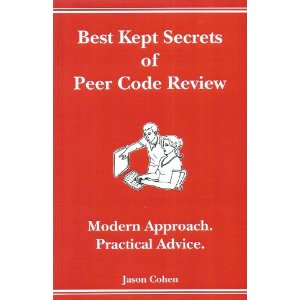 Best Kept Secrets
of
Peer Code Review
Modern Approach.
Practical Advice.
Jason Cohen